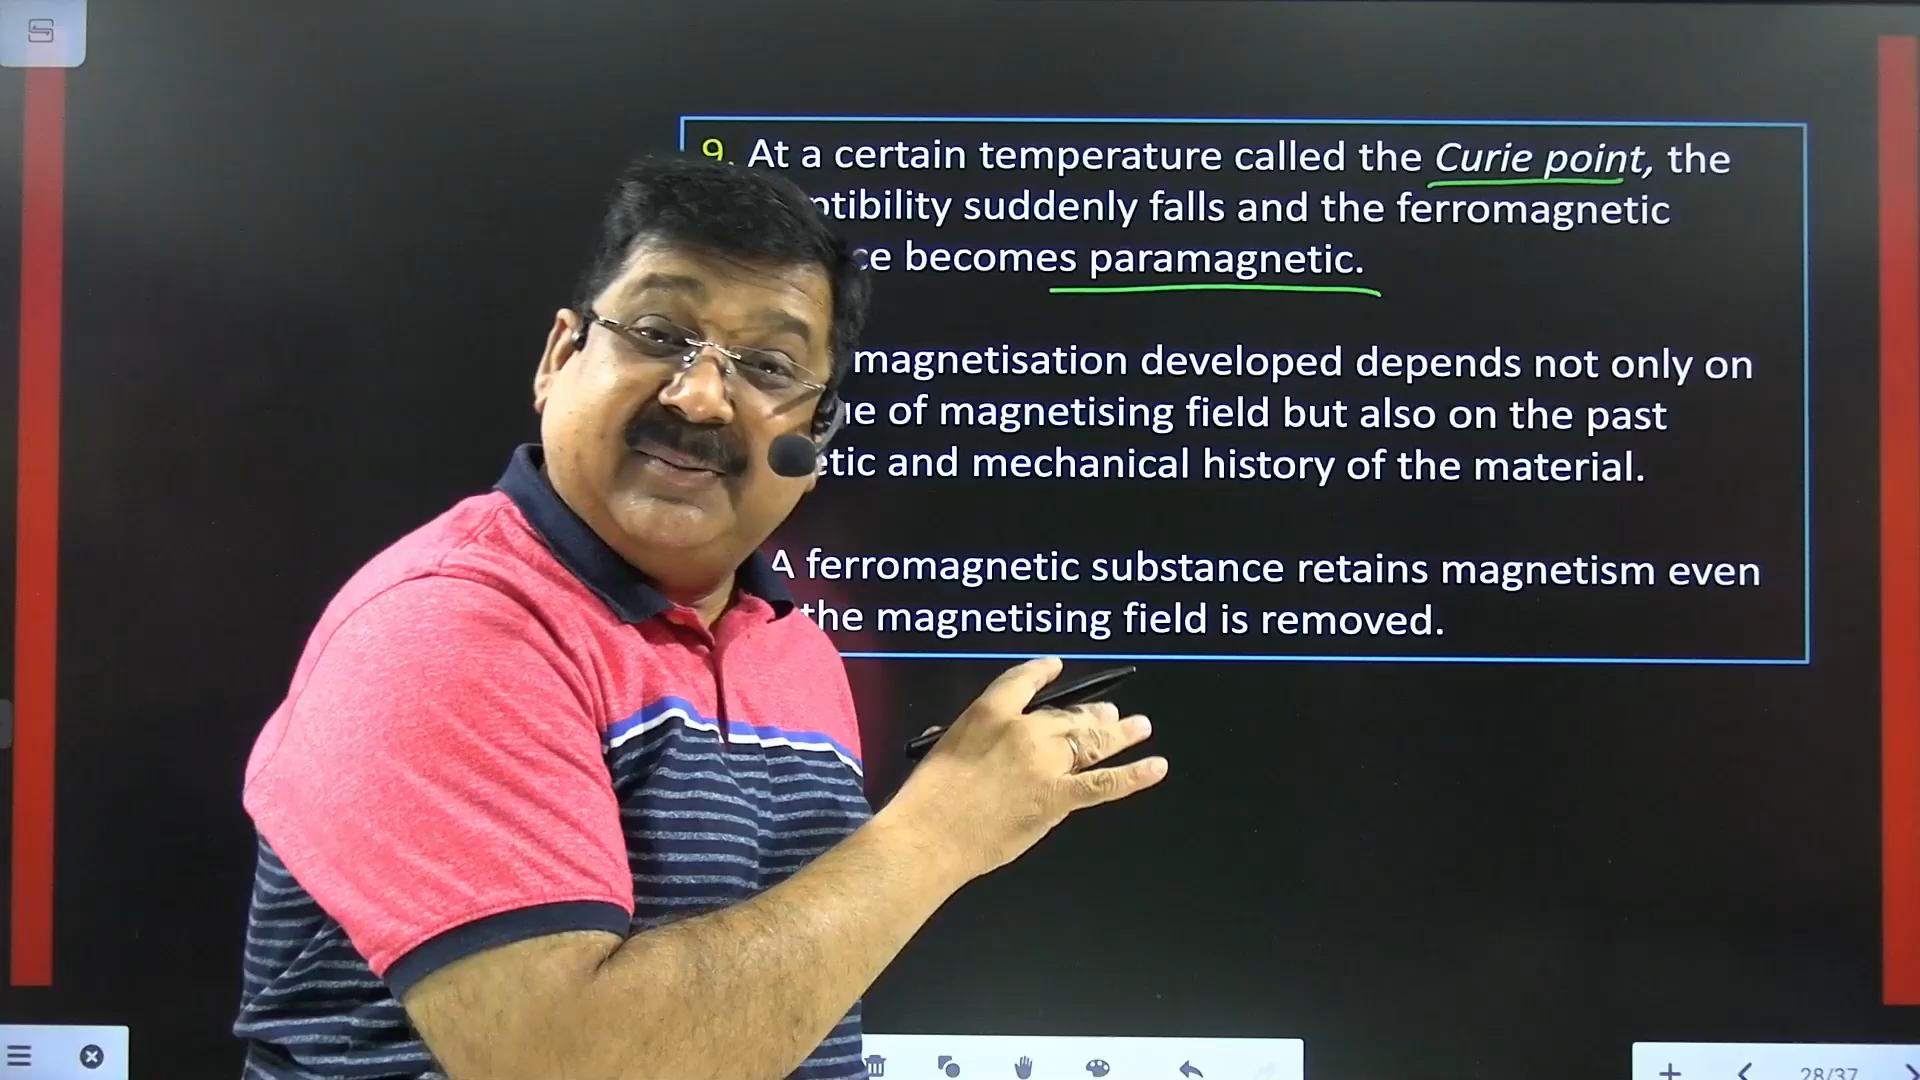 9. At a certain temperature called the Curie point, the
suddenly falls and the ferromagnetic
becomes paramagnetic.
magnetisation developed depends not only on
of magnetising field but also on the past
and mechanical history of the material.
A ferromagnetic substance retains magnetism even
the magnetising field is removed.
28/37